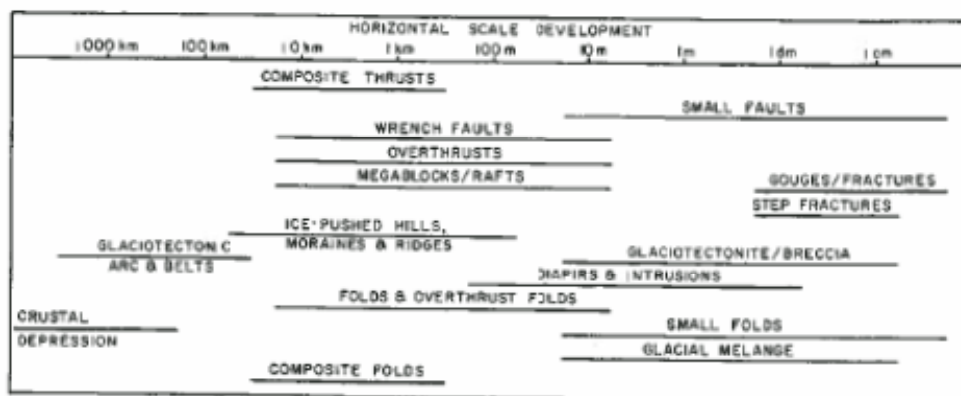 HORIZONTAL SCALE DEVELOPMENT
1000 km 100 km 10 km 1 km 100 m 10 m 1 m 1 dm 1 cm
COMPOSITE THRUSTS
SMALL FAULTS
WRENCH FAULTS
OVERTHRUSTS
MEGABLOCKS/RAFTS
GOUGES/FRACTURES
STEP FRACTURES
ICE-PUSHED HILLS,
MORAINES & RIDGES
GLACIOTECTONIC
ARC & BELTS
GLACIOTECTONITE/BRECCIA
DIAPIRS & INTRUSIONS
FOLDS & OVERTHRUST FOLDS
CRUSTAL
DEPRESSION
SMALL FOLDS
GLACIAL MELANGE
COMPOSITE FOLDS